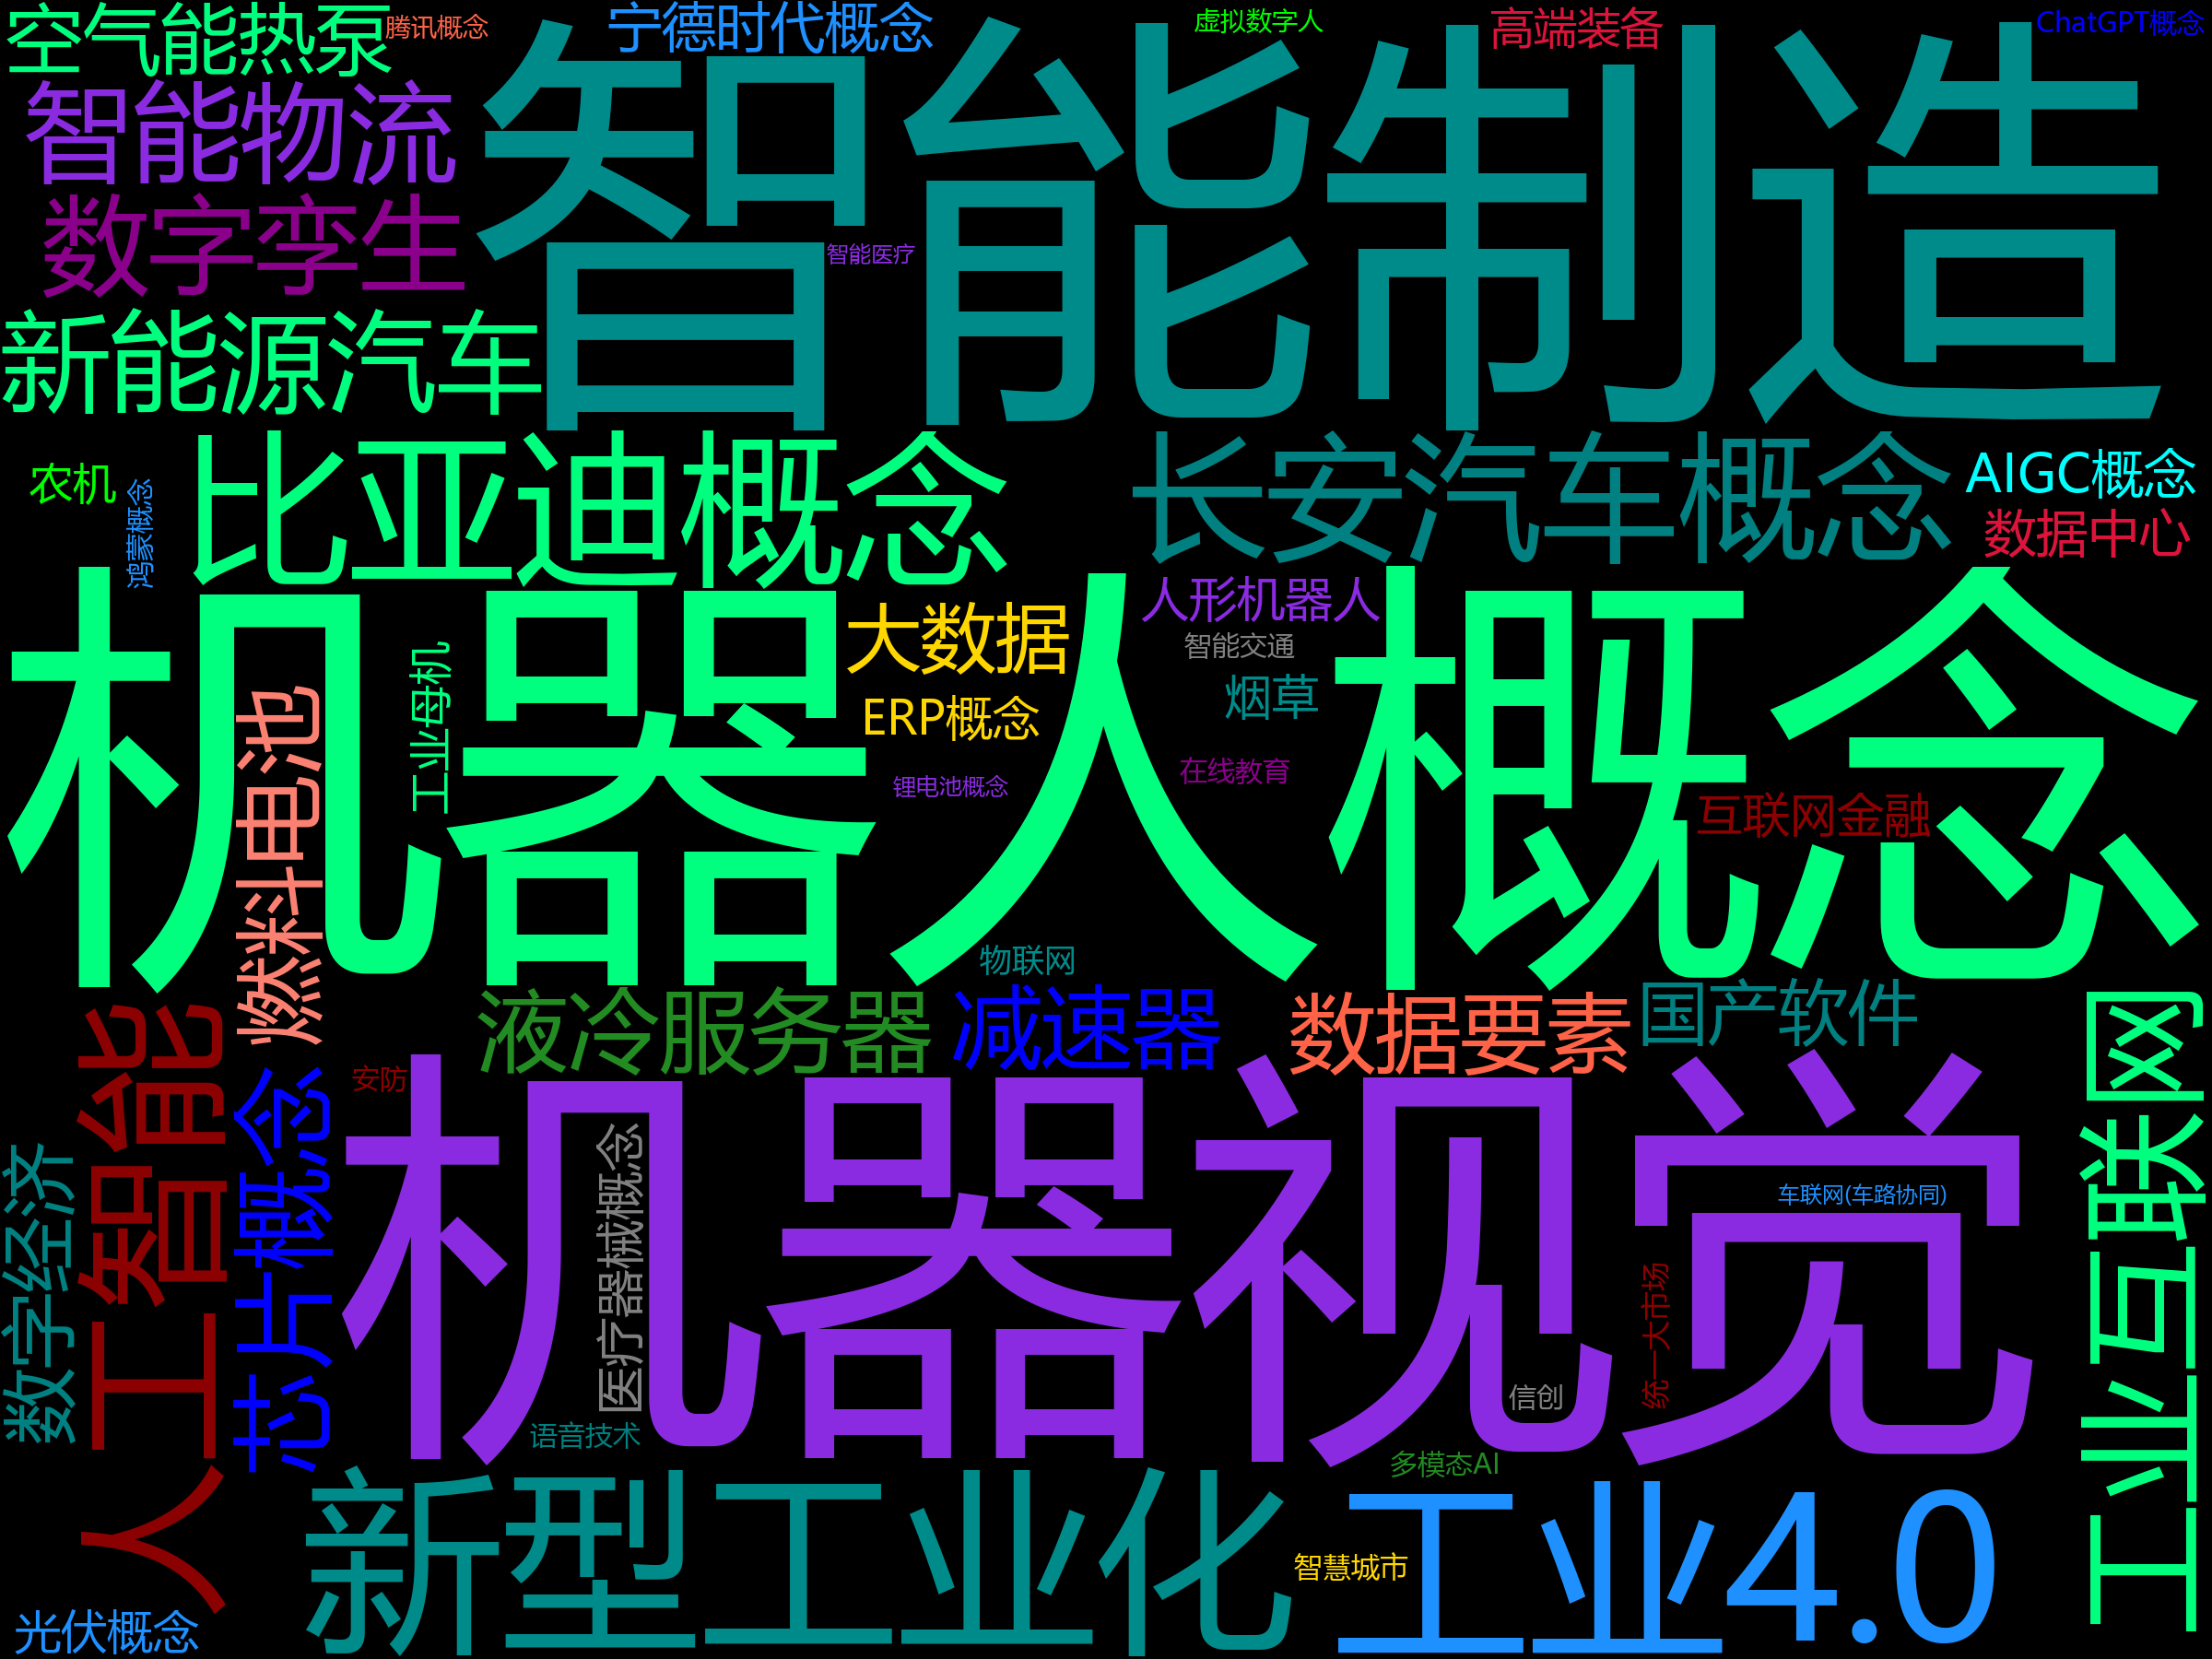 空气能热泵
腾讯概念
宁德时代概念
虚拟数字人
高端装备
ChatGPT概念
智能制造
智能物流
数字孪生
智能医疗
新能源汽车
比亚迪概念
长安汽车概念
AIGC概念
农机
鸿蒙概念
数据中心
机器人概念
大数据
人形机器人
智能交通
工业母机
烟草
ERP概念
燃料电池
锂电池概念
在线教育
互联网金融
物联网
液冷服务器
减速器
数据要素
国产软件
工业互联网
人工智能
芯片概念
安防
机器视觉
数字经济
医疗器械概念
车联网(车路协同)
统一大市场
信创
语音技术
多模态AI
新型工业化
工业4.0
智慧城市
光伏概念